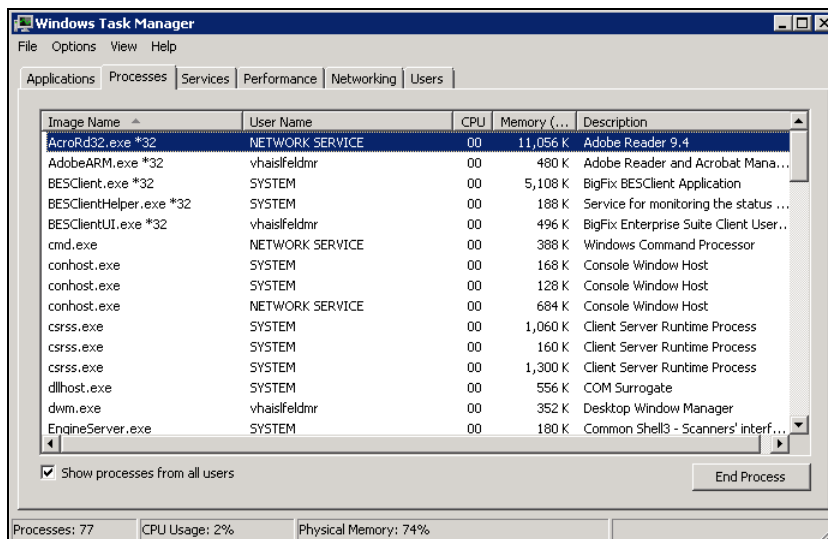 Windows Task Manager
File Options View Help
Applications Processes Services Performance Networking Users
Image Name User Name CPU Memory (... Description
AcroRd32.exe *32 NETWORK SERVICE 00 11,056 K Adobe Reader 9.4
AdobeARM.exe *32 vhaislfeldmr 00 480 K Adobe Reader and Acrobat Mana...
BESClient.exe *32 SYSTEM 00 5,108 K BigFix BESClient Application
BESClientHelper.exe *32 SYSTEM 00 188 K Service for monitoring the status ...
BESClientUI.exe *32 vhaislfeldmr 00 496 K BigFix Enterprise Suite Client User...
cmd.exe NETWORK SERVICE 00 388 K Windows Command Processor
conhost.exe SYSTEM 00 168 K Console Window Host
conhost.exe SYSTEM 00 128 K Console Window Host
conhost.exe NETWORK SERVICE 00 684 K Console Window Host
csrss.exe SYSTEM 00 1,060 K Client Server Runtime Process
csrss.exe SYSTEM 00 160 K Client Server Runtime Process
csrss.exe SYSTEM 00 1,300 K Client Server Runtime Process
dllhost.exe SYSTEM 00 556 K COM Surrogate
dwm.exe vhaislfeldmr 00 352 K Desktop Window Manager
EngineServer.exe SYSTEM 00 180 K Common Shell3 - Scanners' interf...
Show processes from all users
End Process
Processes: 77 CPU Usage: 2% Physical Memory: 74%